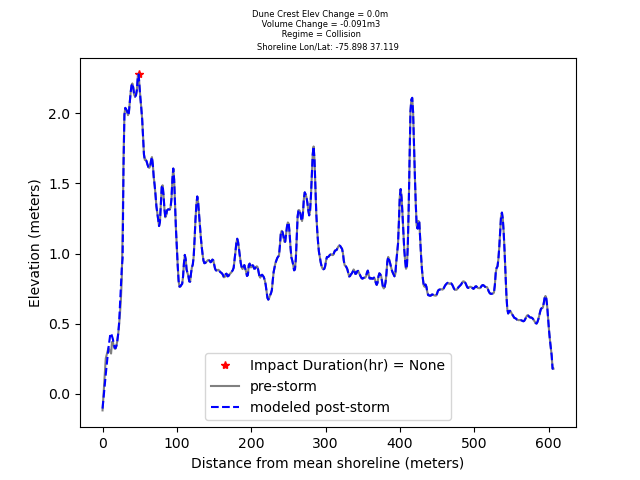 Dune Crest Elev Change = 0.0m
Volume Change = -0.091m3
Regime = Collision
Shoreline Lon/Lat: -75.898 37.119
2.0
1.5
1.0
0.5
0.0
Elevation (meters)
Impact Duration(hr) = None
pre-storm
modeled post-storm
0 100 200 300 400 500 600
Distance from mean shoreline (meters)